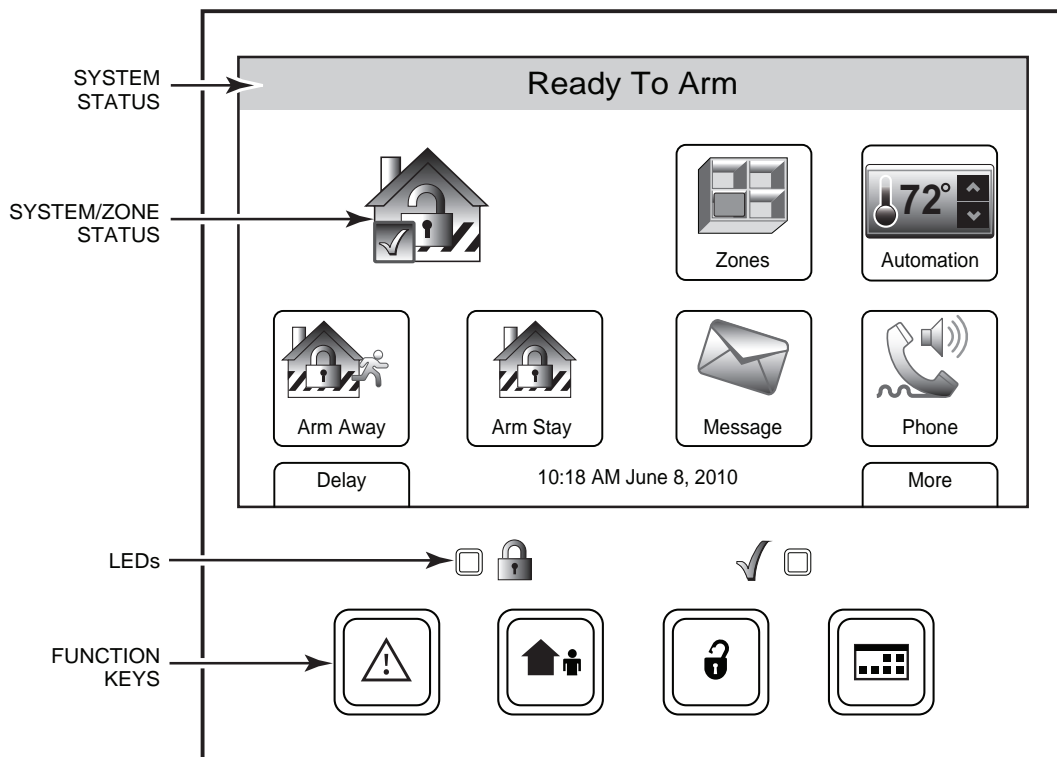 SYSTEM
STATUS
Ready To Arm
SYSTEM/ZONE
STATUS
72°
Zones
Automation
Arm Away
Arm Stay
Message
Phone
Delay
10:18 AM June 8, 2010
More
LEDs
FUNCTION
KEYS